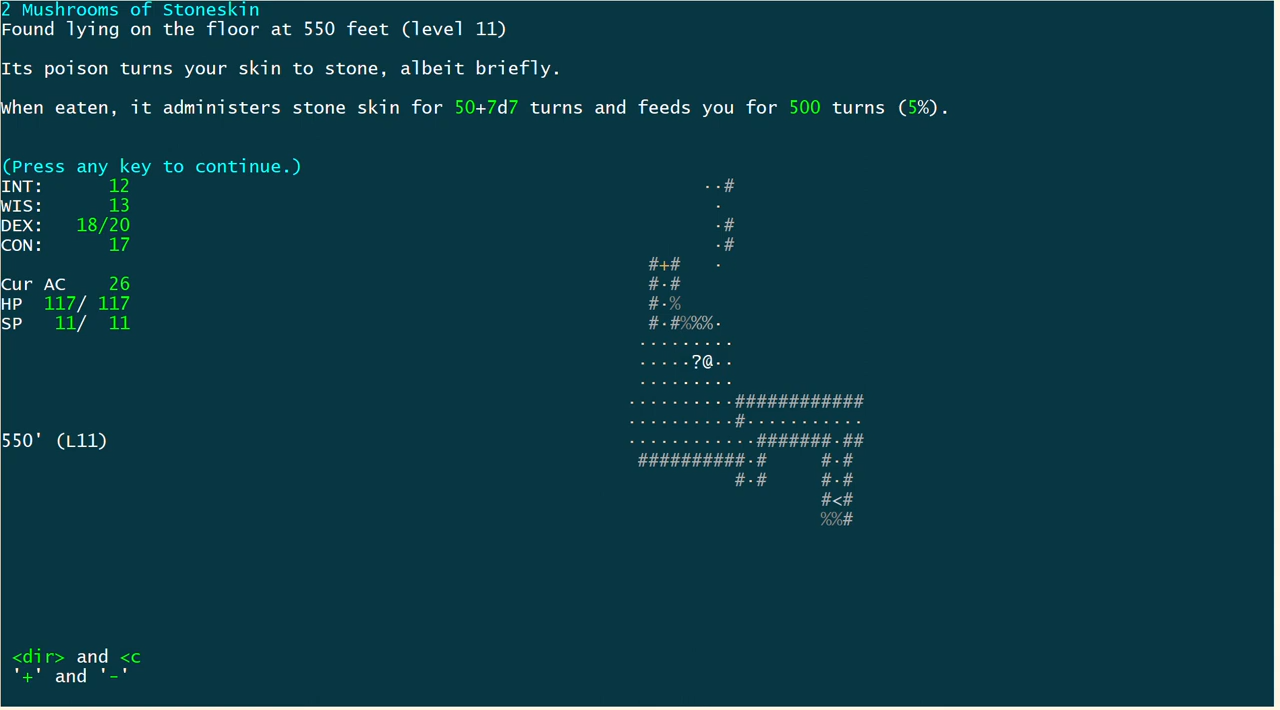 2 Mushrooms of Stoneskin
Found lying on the floor at 550 feet (level 11)
Its poison turns your skin to stone, albeit briefly.
When eaten, it administers stone skin for 50+7d7 turns and feeds you for 500 turns (5%).
(Press any key to continue.)
INT:      12                                                     ··#
WIS:      13                                                      ·
DEX:   18/20                                                      ·#
CON:      17                                                      ·#
                                                            #+#   ·
Cur AC    26                                                #·#
HP  117/ 117                                                #·%
SP   11/  11                                                #·#%%%·
                                                           ·········
                                                           ·····?@··
                                                           ·········
                                                          ··········############
                                                          ··········#···········
550' (L11)                                                ············#######·##
                                                           ##########·#     #·#
                                                                    #·#     #·#
                                                                            #<#
                                                                            %%#
<dir> and <c
'+' and '-'